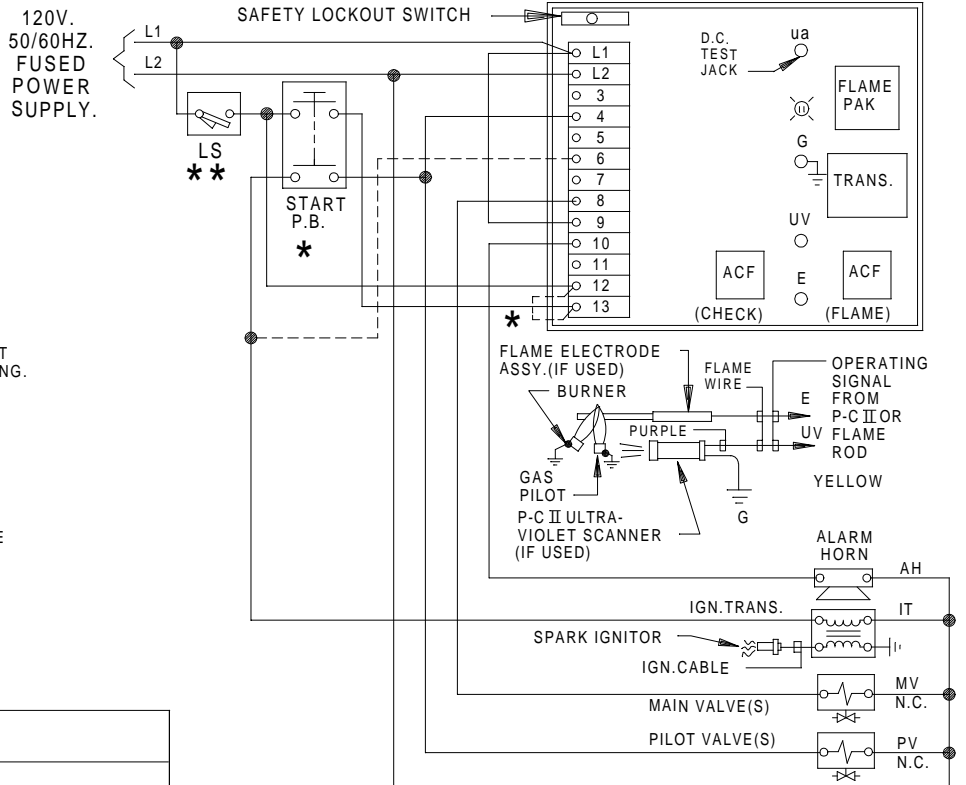 120V.
50/60HZ.
FUSED
POWER
SUPPLY.
L1
L2
SAFETY LOCKOUT SWITCH
LS
**
START
P.B.
*
L1
L2
3
4
5
6
7
8
9
10
11
12
13
*
D.C.
TEST
JACK
ua
FLAME
PAK
G
TRANS.
UV
E
ACF
(CHECK)
ACF
(FLAME)
T
NG.
E
FLAME ELECTRODE
ASSY.(IF USED)
BURNER
FLAME
WIRE
PURPLE
E
UV
OPERATING
SIGNAL
FROM
P-C II OR
FLAME
ROD
YELLOW
GAS
PILOT
P-C II ULTRA-
VIOLET SCANNER
(IF USED)
G
ALARM
HORN
AH
IGN.TRANS.
IT
SPARK IGNITOR
IGN.CABLE
MAIN VALVE(S)
MV
N.C.
PILOT VALVE(S)
PV
N.C.